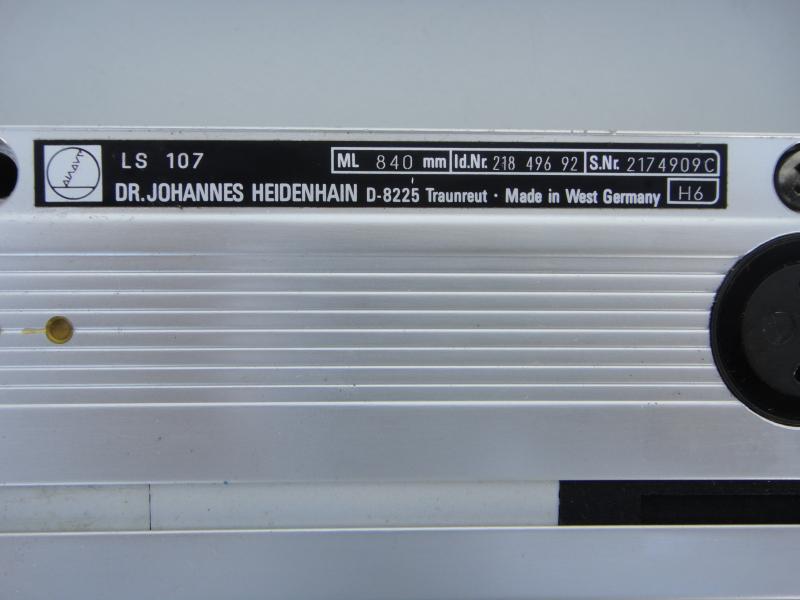 LS 107 ML 840 mm Id.Nr. 218 496 92 S.Nr. 2174909C
DR. JOHANNES HEIDENHAIN D-8225 Traunreut · Made in West Germany H6